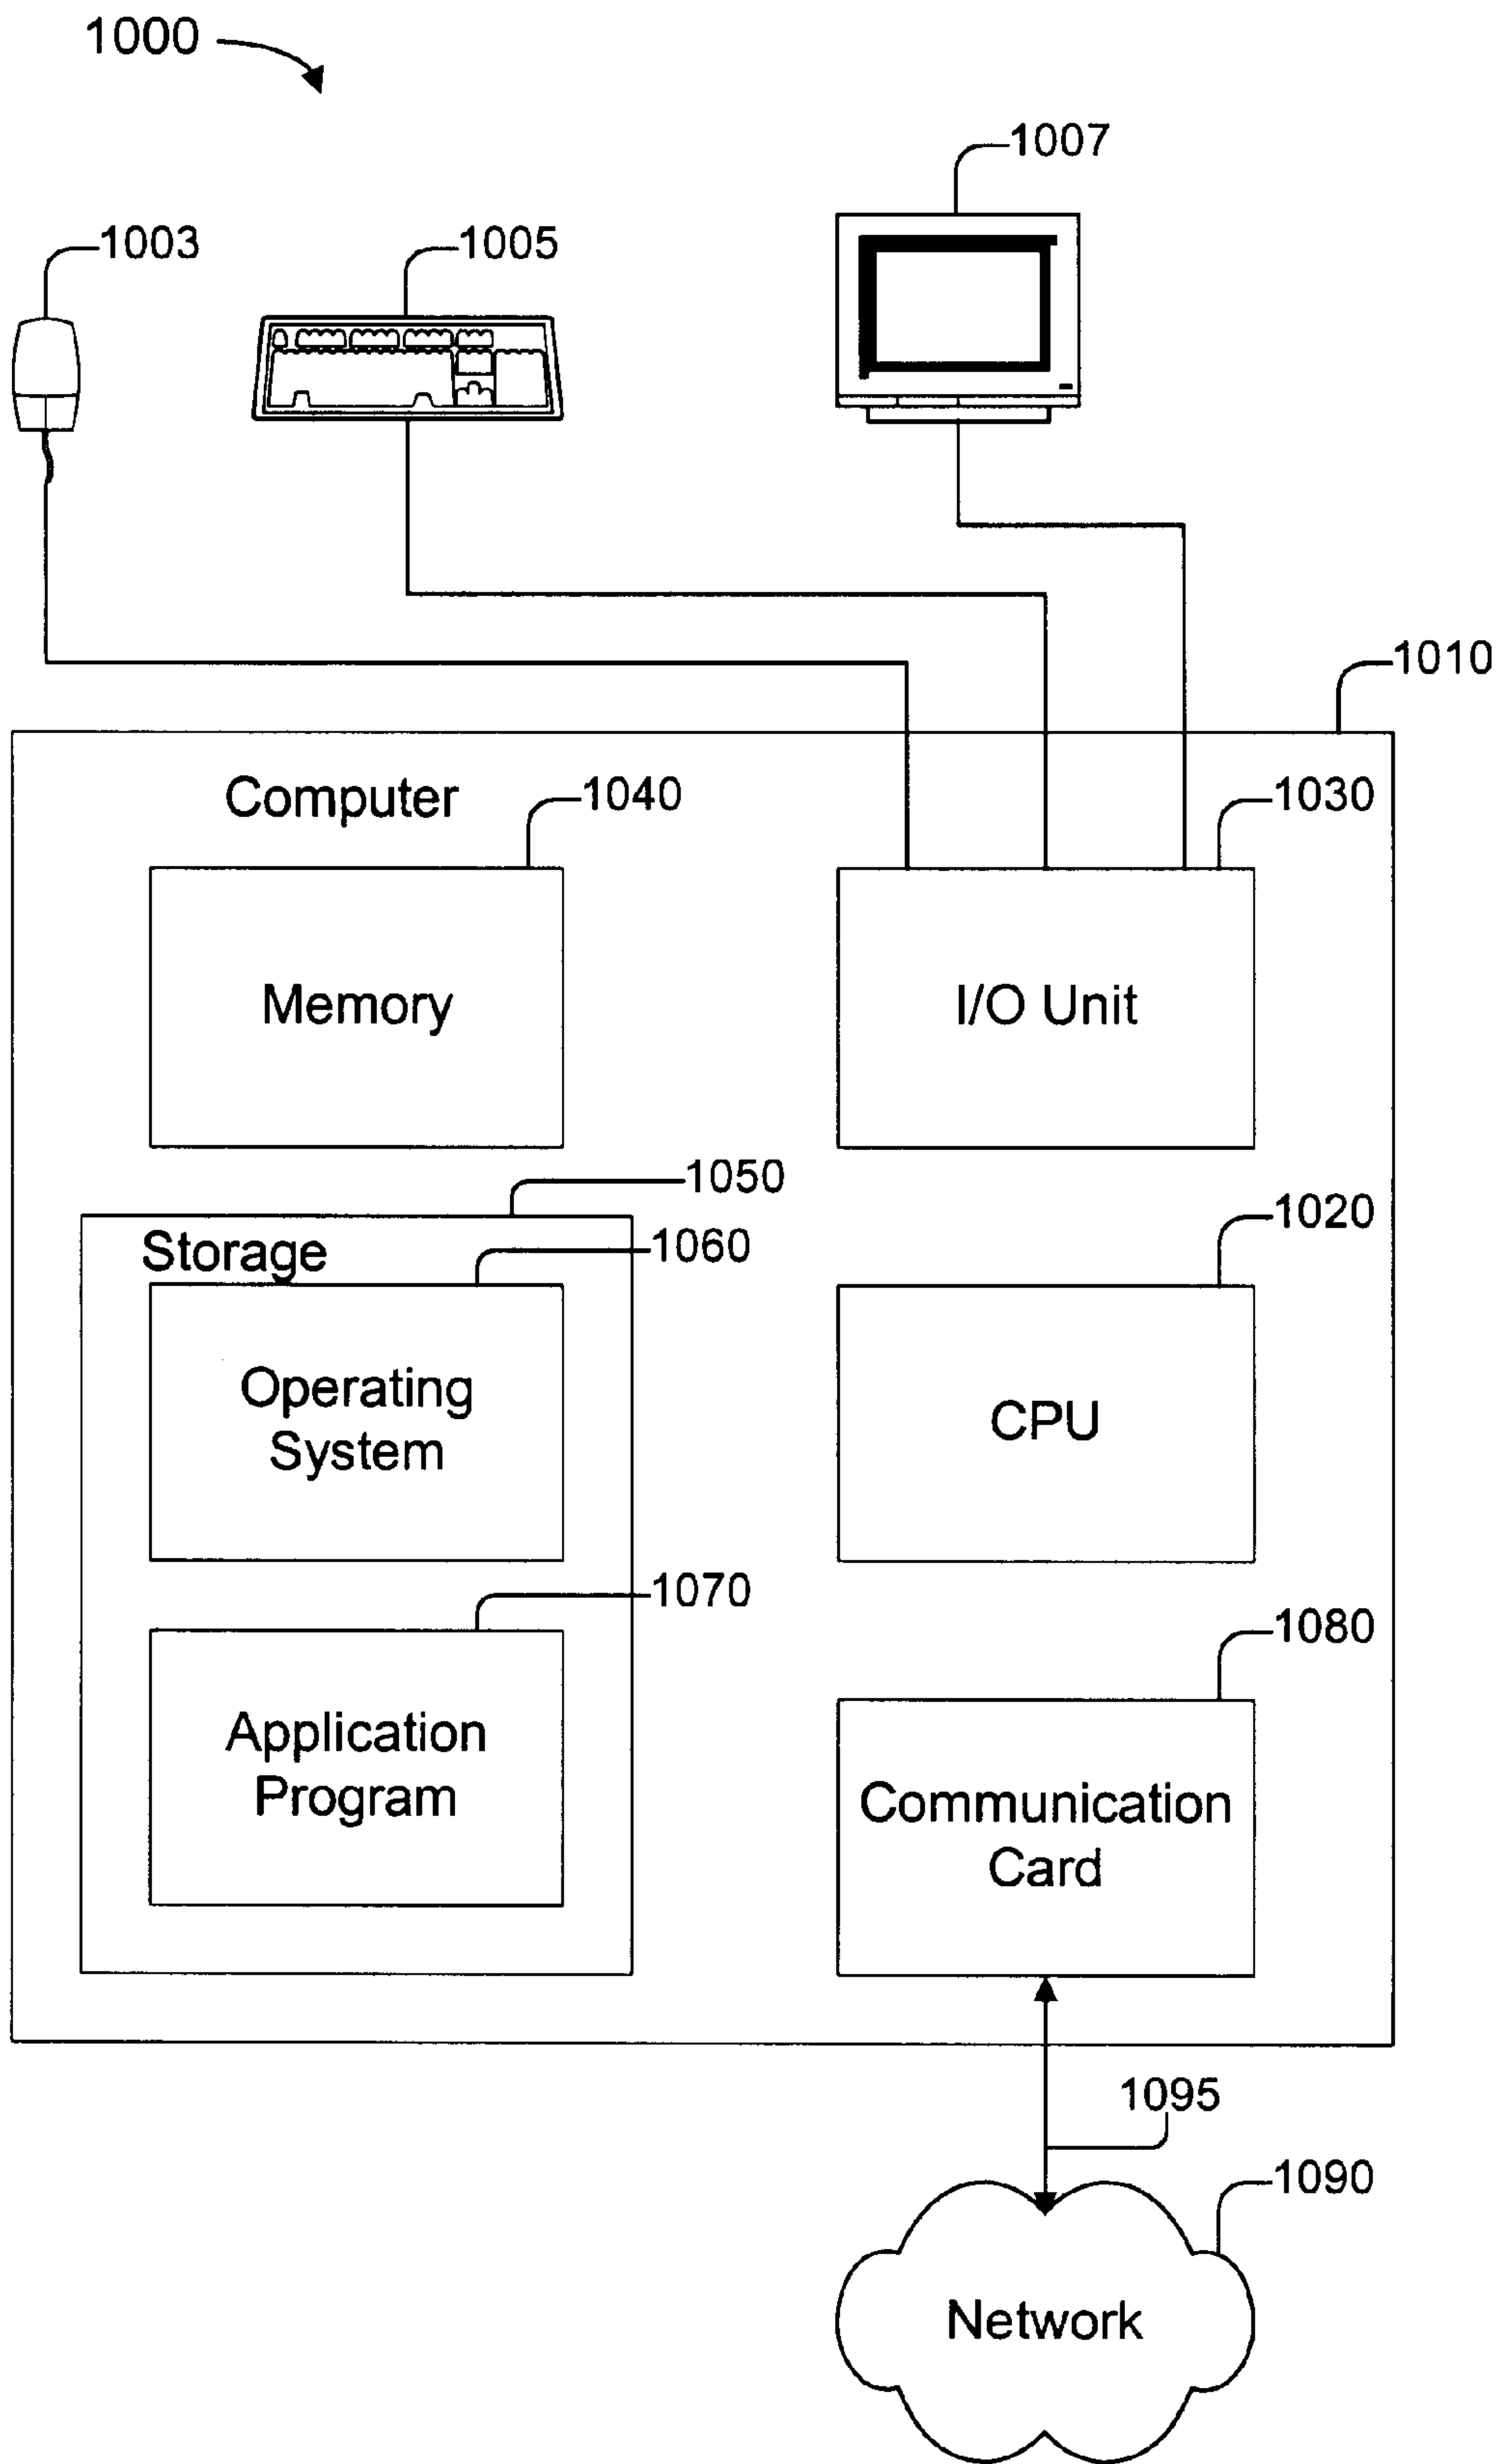 1000
1007
1003
1005
1010
Computer
1040
1030
Memory
I/O Unit
1050
1020
Storage
1060
Operating
System
CPU
1070
1080
Application
Program
Communication
Card
1095
1090
Network